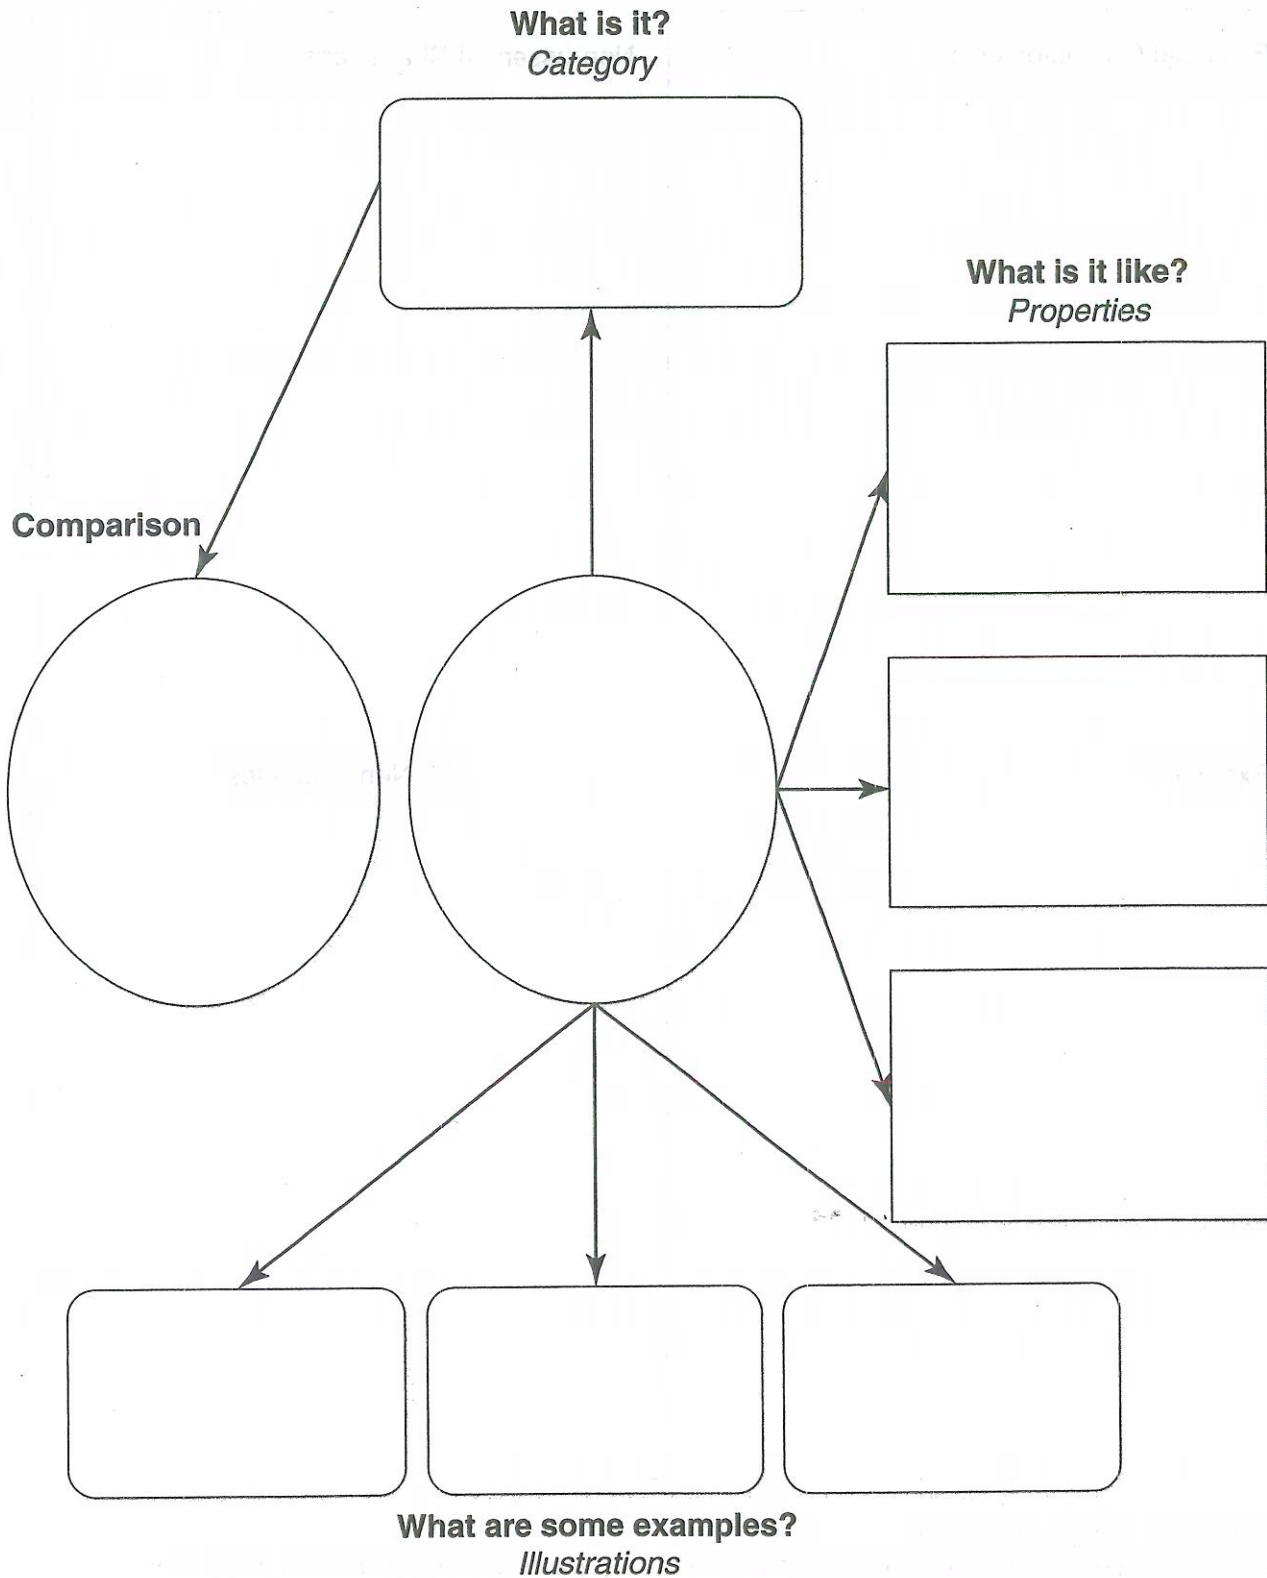 What is it?
Category
What is it like?
Properties
Comparison
What are some examples?
Illustrations